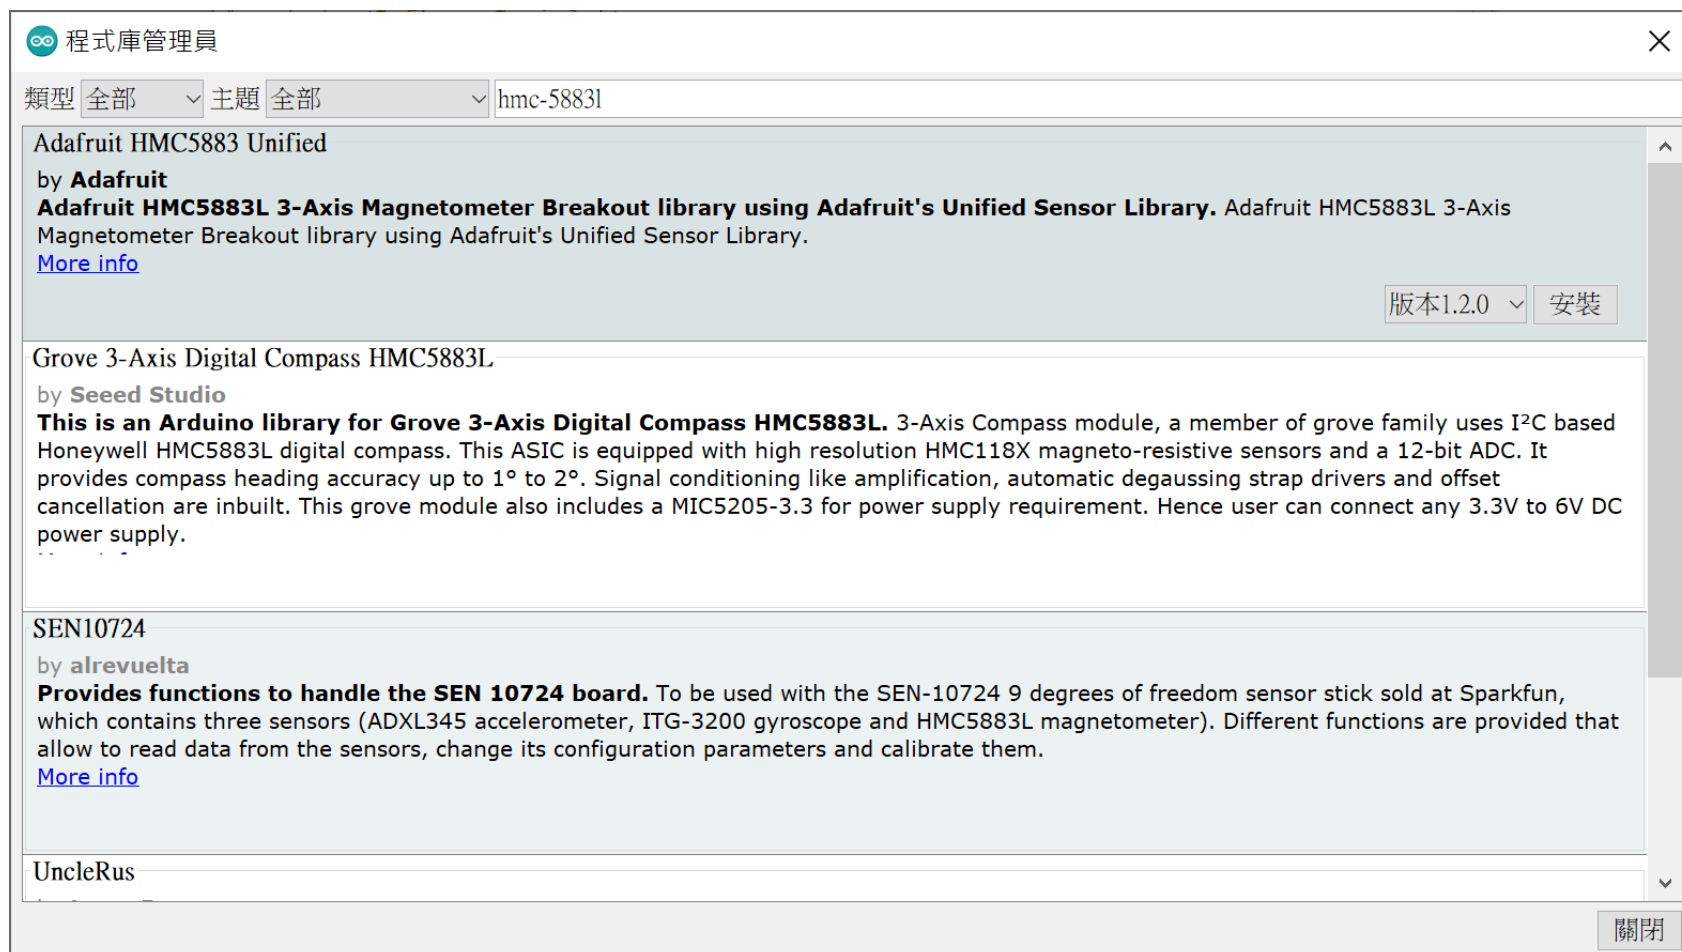 程式庫管理員
類型 全部 主題 全部 hmc-5883l
Adafruit HMC5883 Unified
by Adafruit
Adafruit HMC5883L 3-Axis Magnetometer Breakout library using Adafruit's Unified Sensor Library. Adafruit HMC5883L 3-Axis
Magnetometer Breakout library using Adafruit's Unified Sensor Library.
More info
版本1.2.0 安裝
Grove 3-Axis Digital Compass HMC5883L
by Seeed Studio
This is an Arduino library for Grove 3-Axis Digital Compass HMC5883L. 3-Axis Compass module, a member of grove family uses I²C based
Honeywell HMC5883L digital compass. This ASIC is equipped with high resolution HMC118X magneto-resistive sensors and a 12-bit ADC. It
provides compass heading accuracy up to 1° to 2°. Signal conditioning like amplification, automatic degaussing strap drivers and offset
cancellation are inbuilt. This grove module also includes a MIC5205-3.3 for power supply requirement. Hence user can connect any 3.3V to 6V DC
power supply.
SEN10724
by alrevuelta
Provides functions to handle the SEN 10724 board. To be used with the SEN-10724 9 degrees of freedom sensor stick sold at Sparkfun,
which contains three sensors (ADXL345 accelerometer, ITG-3200 gyroscope and HMC5883L magnetometer). Different functions are provided that
allow to read data from the sensors, change its configuration parameters and calibrate them.
More info
UncleRus
關閉